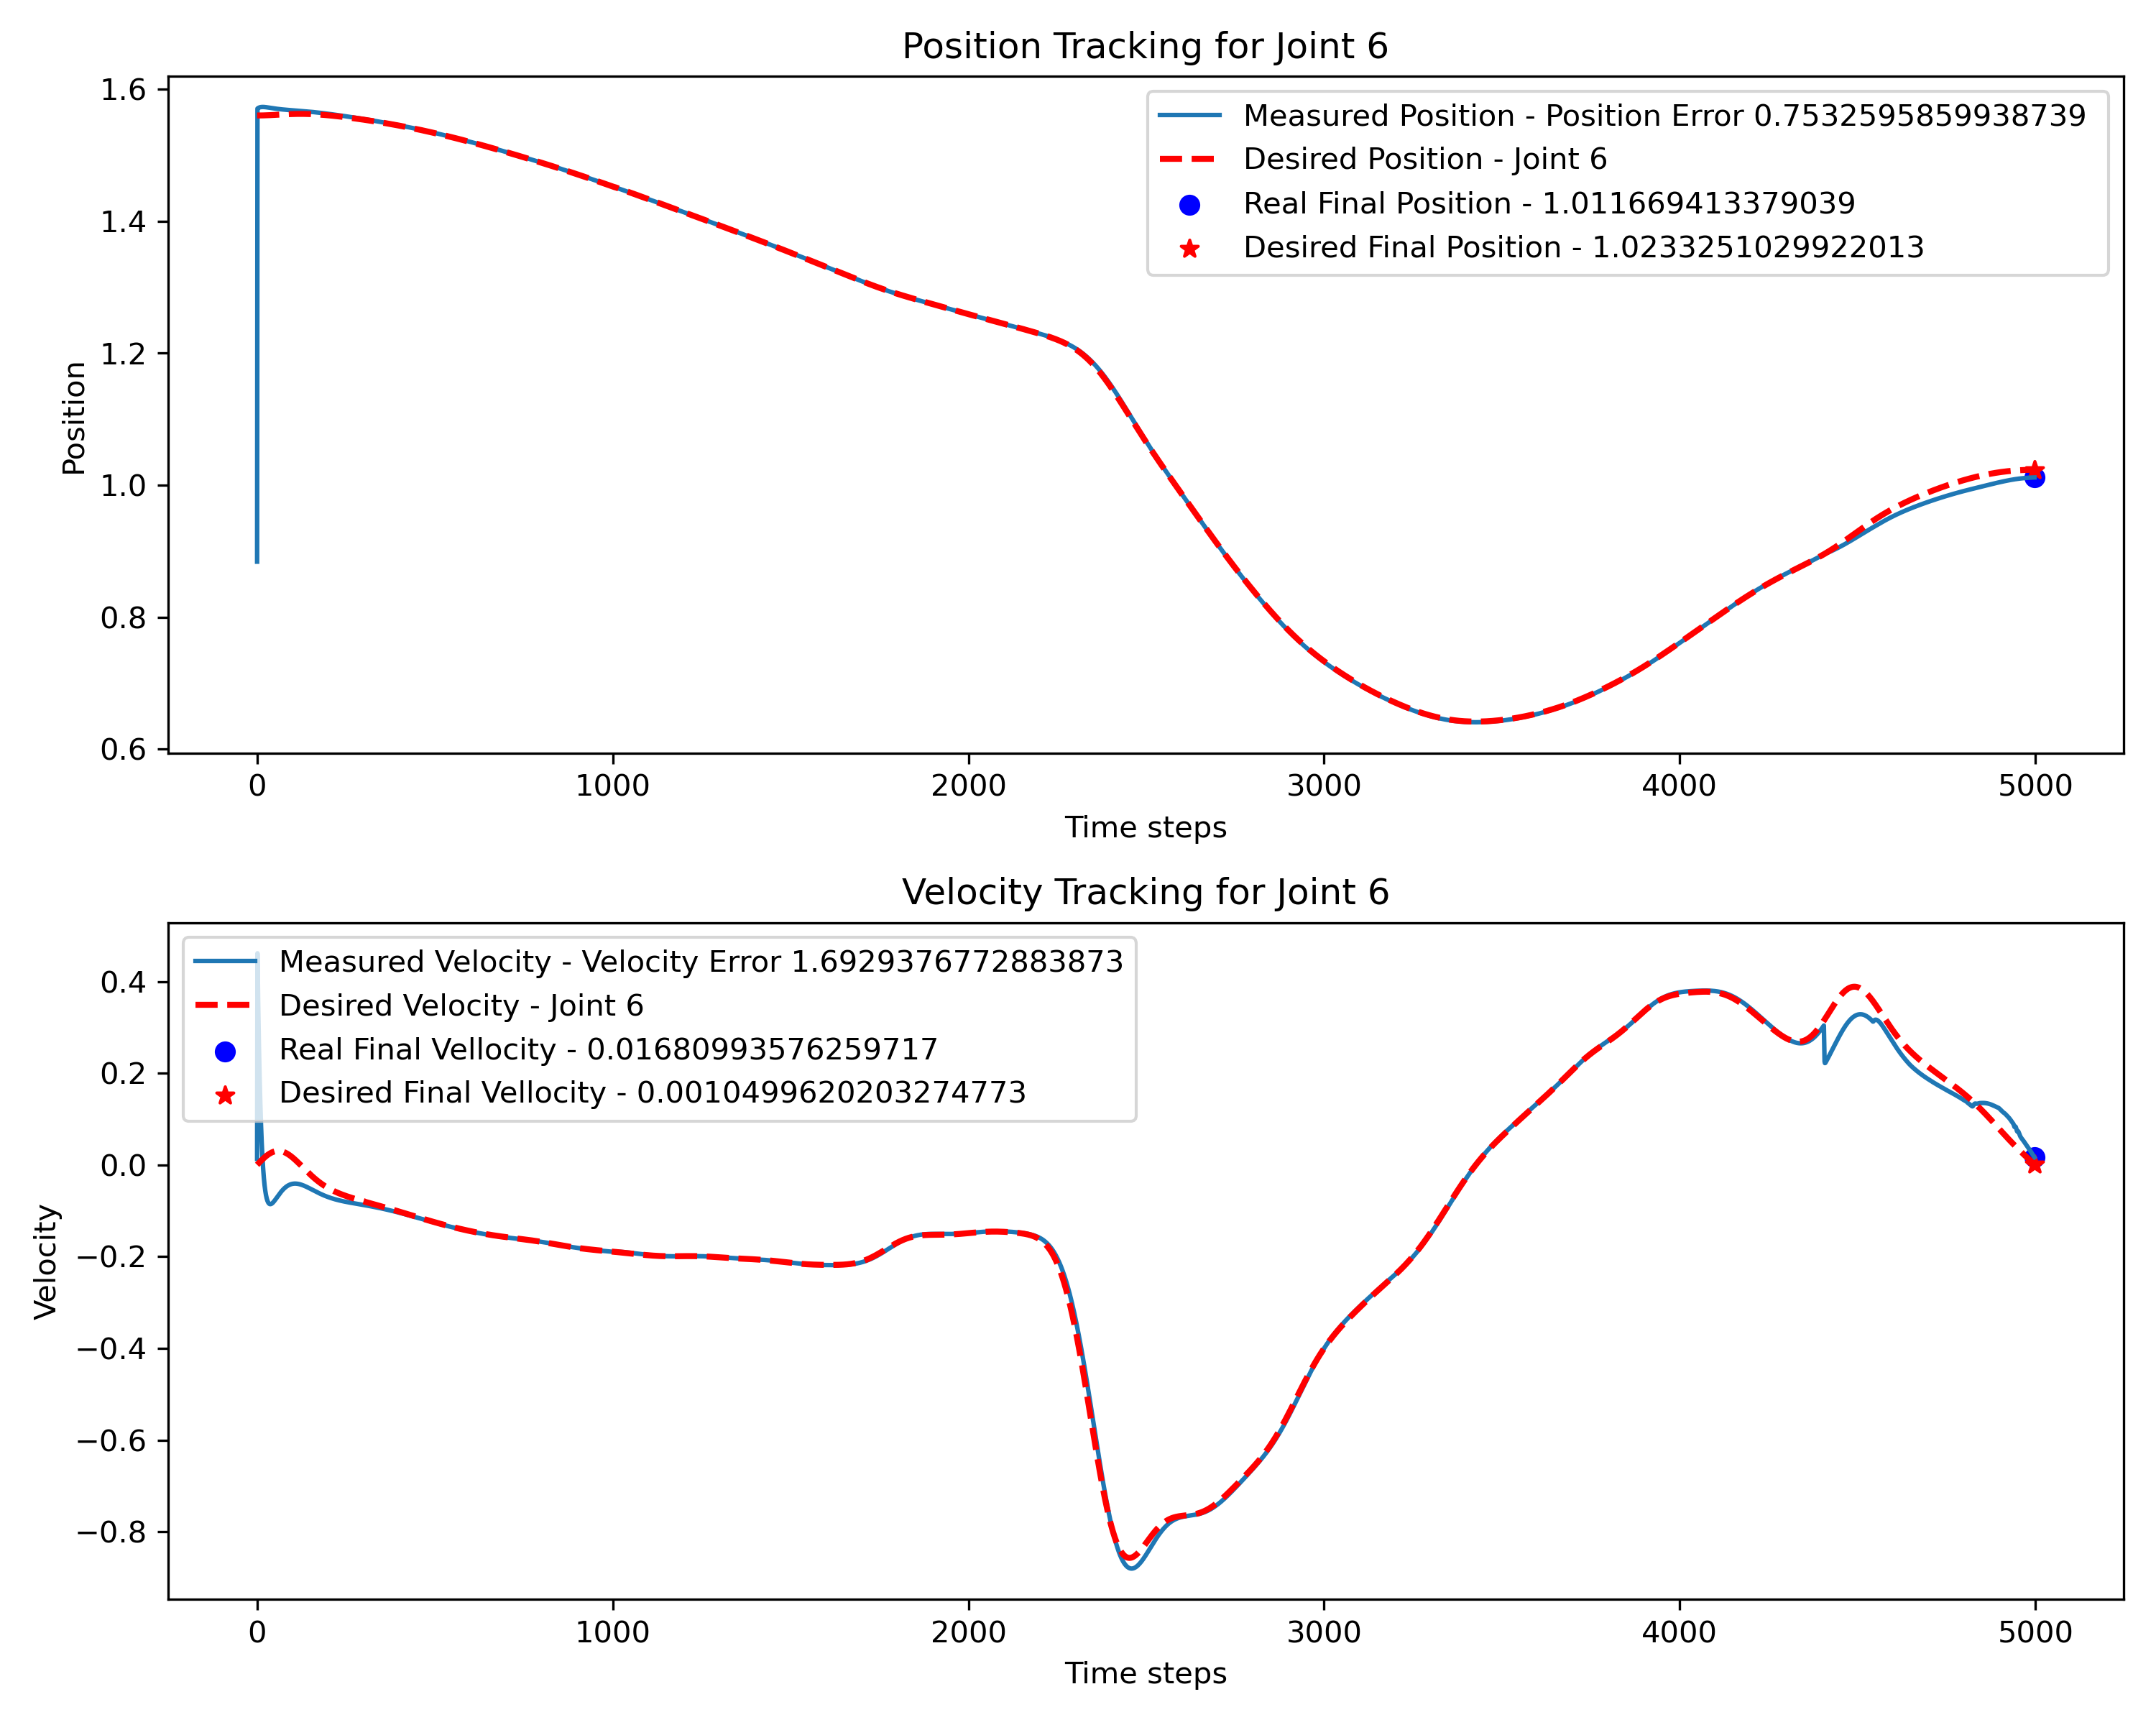 Position Tracking for Joint 6
Measured Position - Position Error 0.7532595859938739
Desired Position - Joint 6
Real Final Position - 1.011669413379039
Desired Final Position - 1.0233251029922013
Position
1.6
1.4
1.2
1.0
0.8
0.6
0 1000 2000 3000 4000 5000
Time steps
Velocity Tracking for Joint 6
Measured Velocity - Velocity Error 1.6929376772883873
Desired Velocity - Joint 6
Real Final Vellocity - 0.01680993576259717
Desired Final Vellocity - 0.0010499620203274773
Velocity
0.4
0.2
0.0
−0.2
−0.4
−0.6
−0.8
0 1000 2000 3000 4000 5000
Time steps